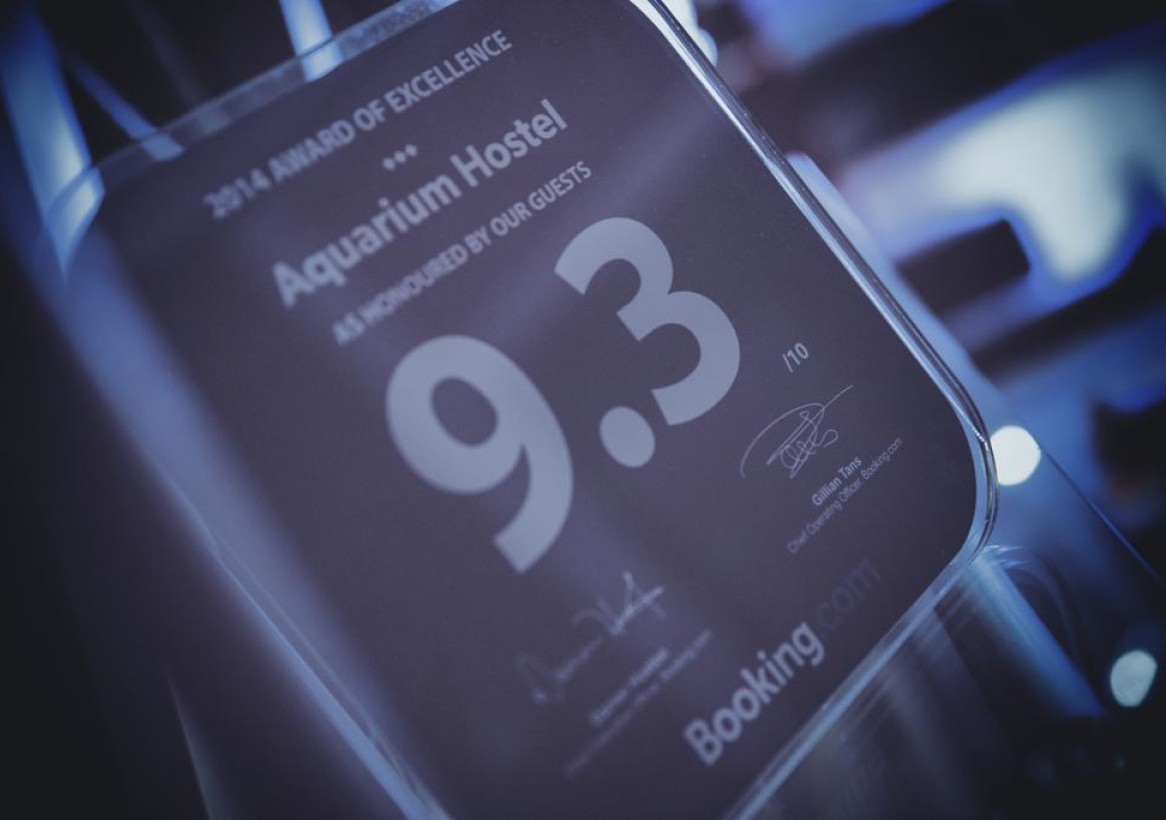 2014 AWARD OF EXCELLENCE
Aquarium Hostel
AS HONOURED BY OUR GUESTS
9.3
/10
Gillian Tans
Chief Operating Officer, Booking.com
Booking.com